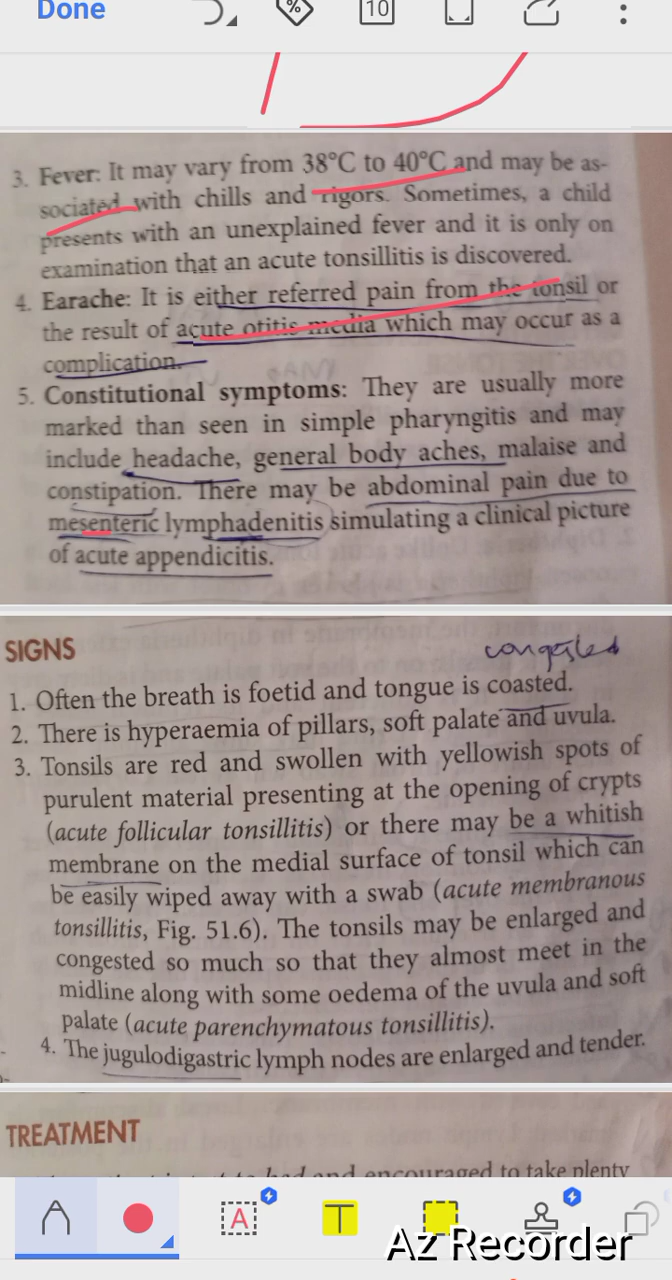 Done
%
10
3. Fever: It may vary from 38°C to 40°C and may be as-
sociated with chills and rigors. Sometimes, a child
presents with an unexplained fever and it is only on
examination that an acute tonsillitis is discovered.
4. Earache: It is either referred pain from the tonsil or
the result of acute otitis media which may occur as a
complication.
5. Constitutional symptoms: They are usually more
marked than seen in simple pharyngitis and may
include headache, general body aches, malaise and
constipation. There may be abdominal pain due to
mesenteric lymphadenitis simulating a clinical picture
of acute appendicitis.
SIGNS
congested
1. Often the breath is foetid and tongue is coasted.
2. There is hyperaemia of pillars, soft palate and uvula.
3. Tonsils are red and swollen with yellowish spots of
purulent material presenting at the opening of crypts
(acute follicular tonsillitis) or there may be a whitish
membrane on the medial surface of tonsil which can
be easily wiped away with a swab (acute membranous
tonsillitis, Fig. 51.6). The tonsils may be enlarged and
congested so much so that they almost meet in the
midline along with some oedema of the uvula and soft
palate (acute parenchymatous tonsillitis).
4. The jugulodigastric lymph nodes are enlarged and tender.
TREATMENT
bed and encouraged to take plenty
A
T
Az Recorder